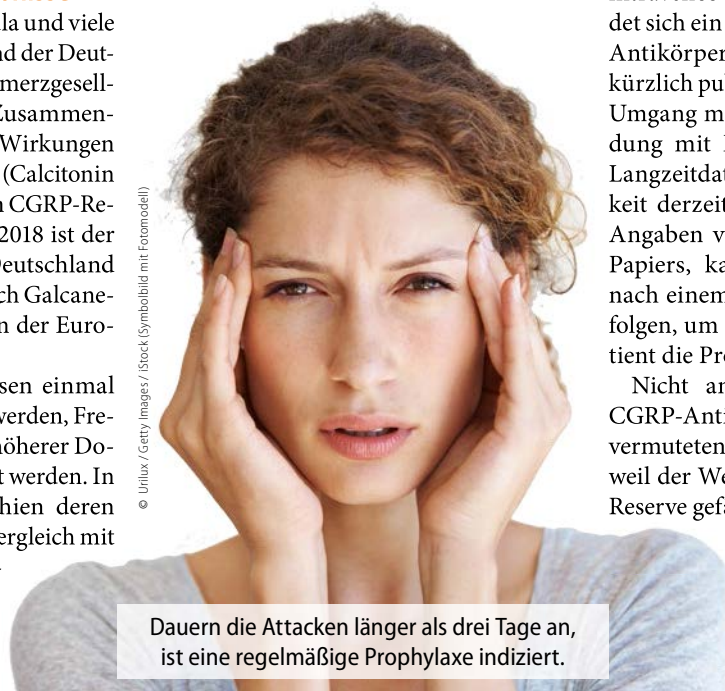 la und viele
nd der Deut-
merzgesell-
Zusammen-
Wirkungen
(Calcitonin
n CGRP-Re-
2018 ist der
Deutschland
ch Galcane-
n der Euro-
sen einmal
werden, Fre-
höherer Do-
t werden. In
hien deren
ergleich mit
© Urilux / Getty Images / iStock (Symbolbild mit Fotomodell)
Dauern die Attacken länger als drei Tage an,
ist eine regelmäßige Prophylaxe indiziert.
det sich ein
Antikörper
kürzlich pu
Umgang m
dung mit
Langzeitdat
keit derzeit
Angaben v
Papiers, ka
nach einem
folgen, um
tient die Pr
Nicht an
CGRP-Anti
vermuteten
weil der We
Reserve gefä